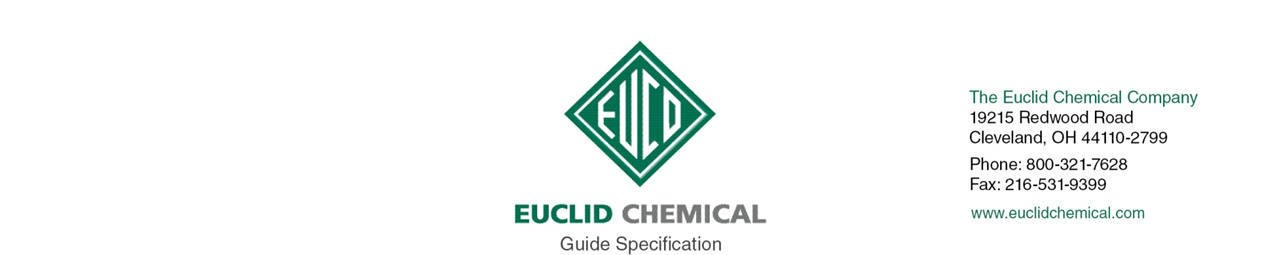 EUCO
EUCLID CHEMICAL
Guide Specification
The Euclid Chemical Company
19215 Redwood Road
Cleveland, OH 44110-2799
Phone: 800-321-7628
Fax: 216-531-9399
www.euclidchemical.com